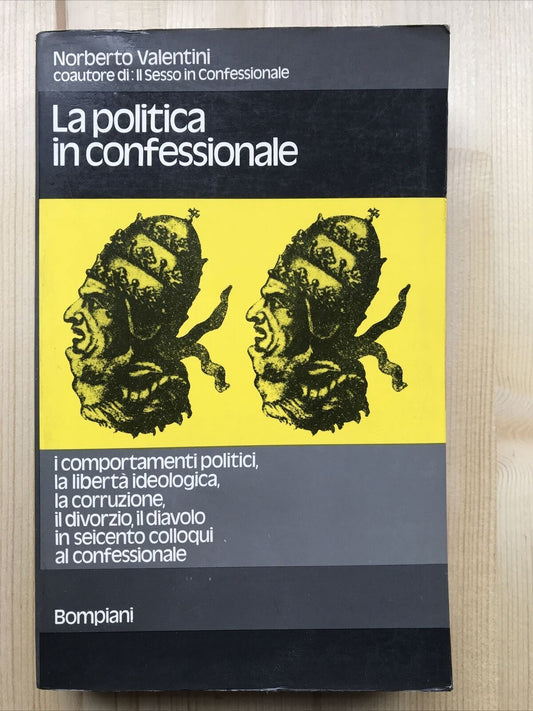 Norberto Valentini
coautore di: Il Sesso in Confessionale
La politica
in confessionale
i comportamenti politici,
la libertà ideologica,
la corruzione,
il divorzio, il diavolo
in seicento colloqui
al confessionale
Bompiani